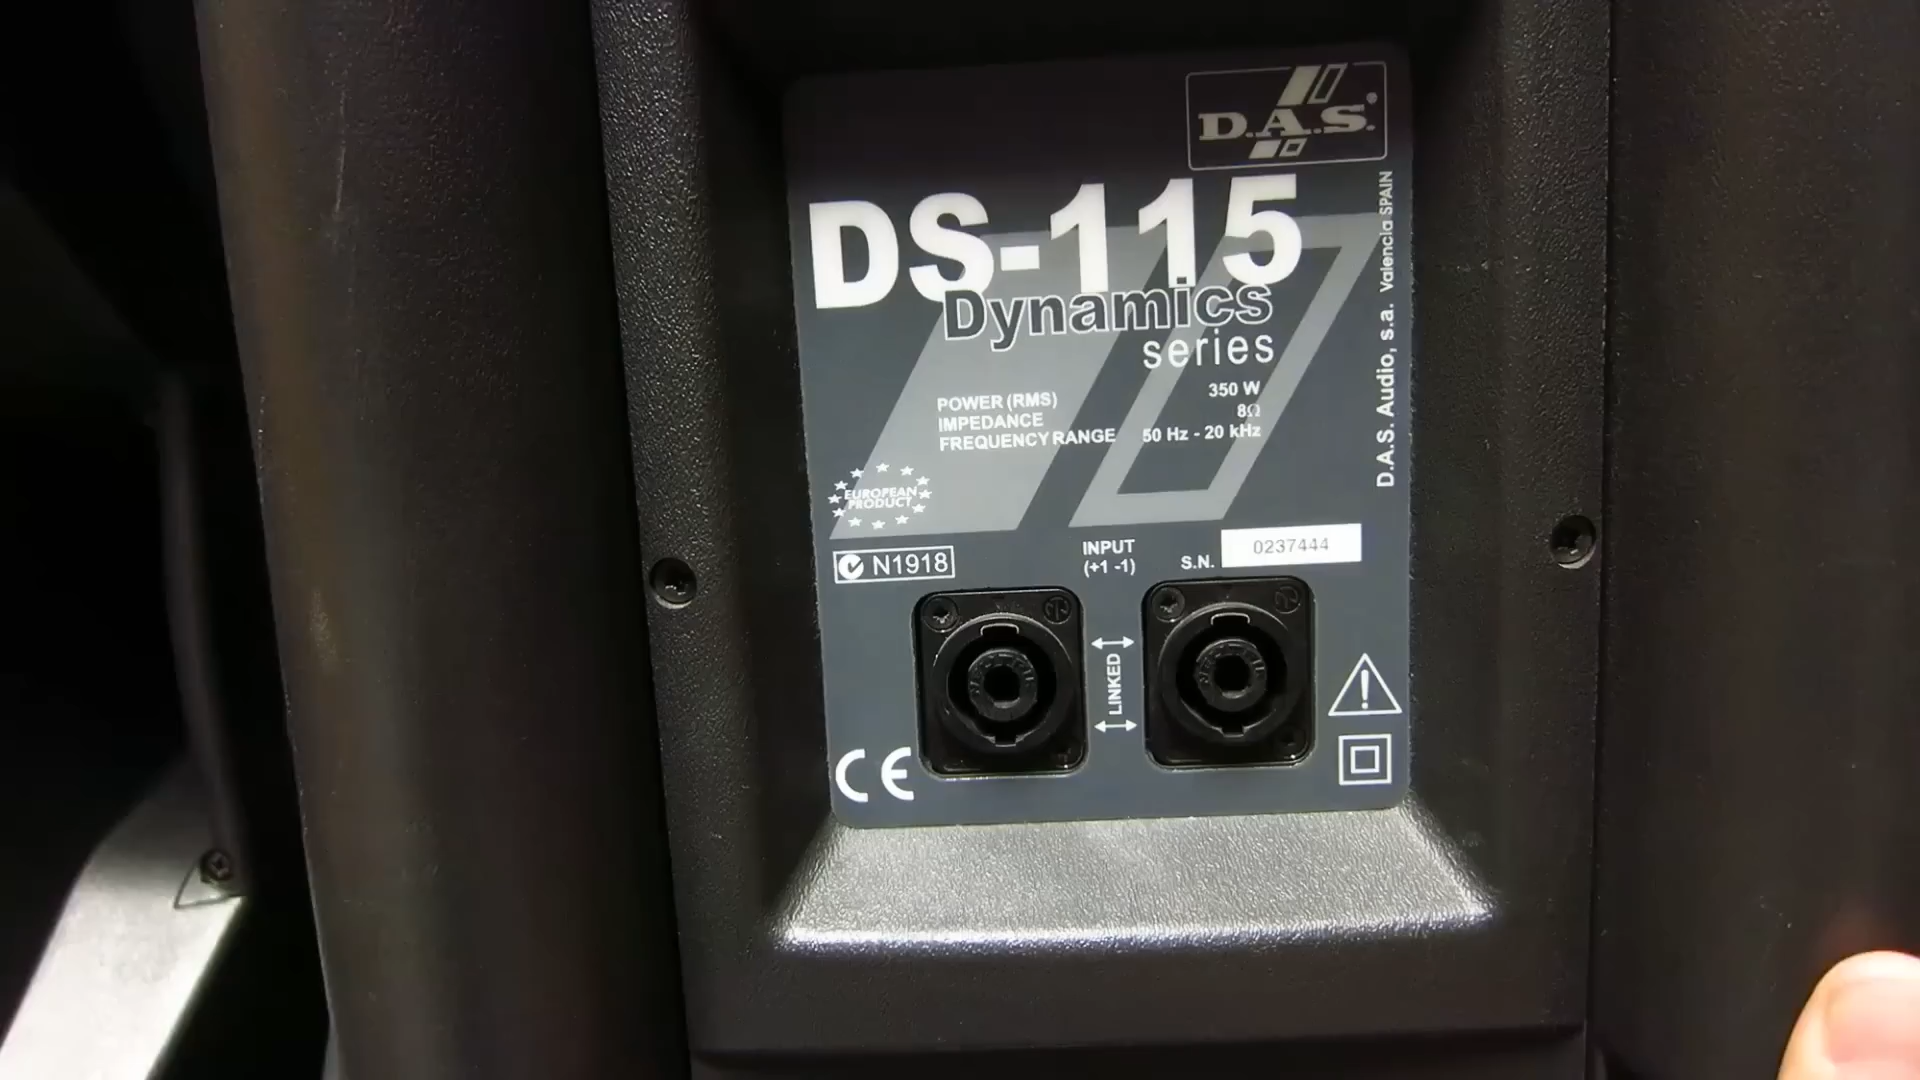 D.A.S.®
DS-115
Dynamics
series
POWER (RMS) 350 W
IMPEDANCE 8Ω
FREQUENCY RANGE 50 Hz - 20 kHz
D.A.S. Audio, s.a. Valencia SPAIN
EUROPEAN
PRODUCT
N1918
INPUT
(+1 -1)
S.N. 0237444
LINKED
CE